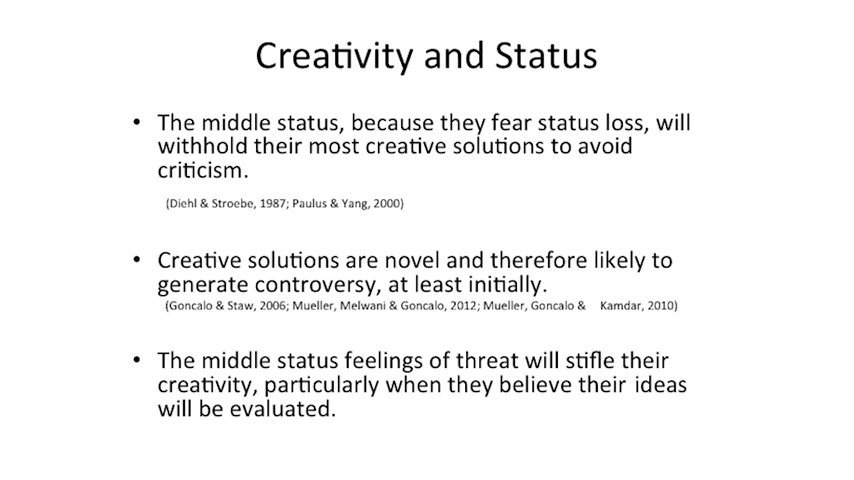 Creativity and Status
• The middle status, because they fear status loss, will
withhold their most creative solutions to avoid
criticism.
(Diehl & Stroebe, 1987; Paulus & Yang, 2000)
• Creative solutions are novel and therefore likely to
generate controversy, at least initially.
(Goncalo & Staw, 2006; Mueller, Melwani & Goncalo, 2012; Mueller, Goncalo & Kamdar, 2010)
• The middle status feelings of threat will stifle their
creativity, particularly when they believe their ideas
will be evaluated.